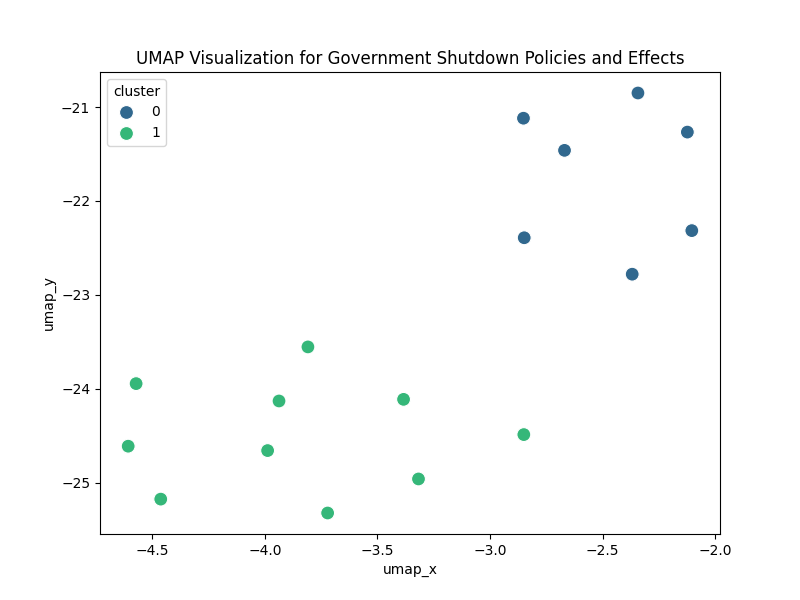 UMAP Visualization for Government Shutdown Policies and Effects
cluster
0
1
−21
−22
−23
−24
−25
umap_y
−4.5 −4.0 −3.5 −3.0 −2.5 −2.0
umap_x